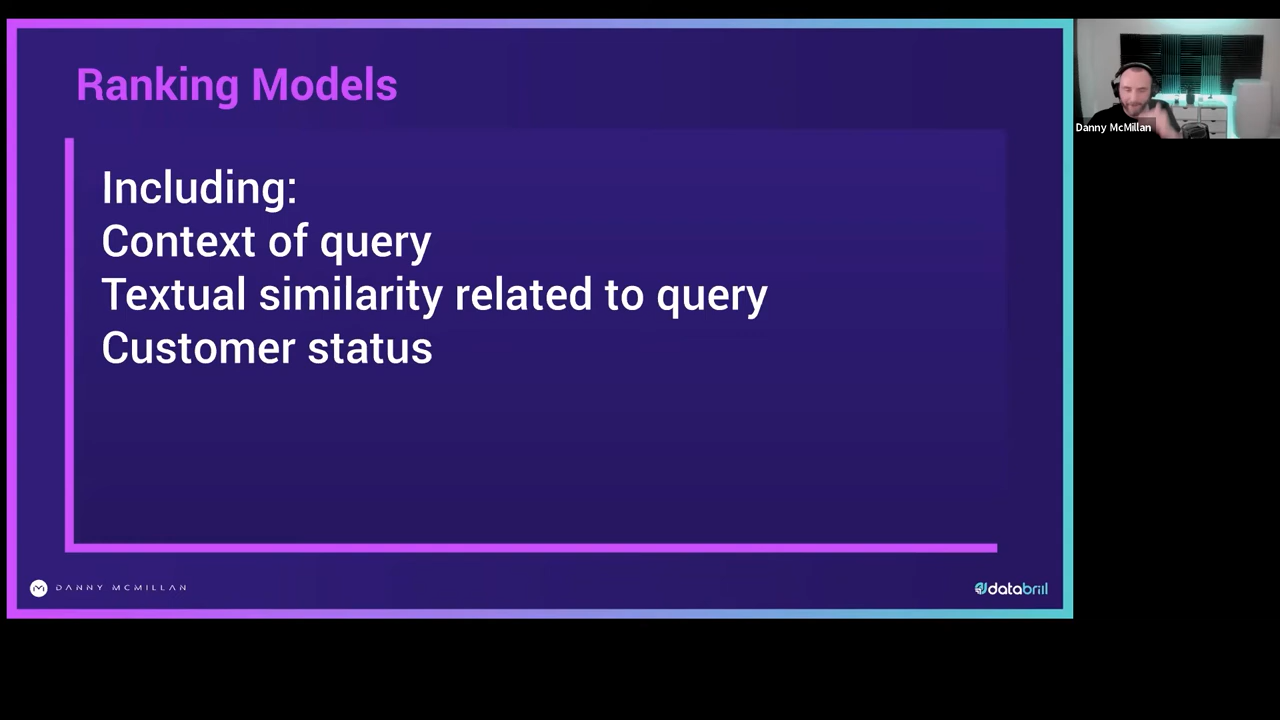 Ranking Models
Including:
Context of query
Textual similarity related to query
Customer status
DANNY MCMILLAN
databrill
Danny McMillan